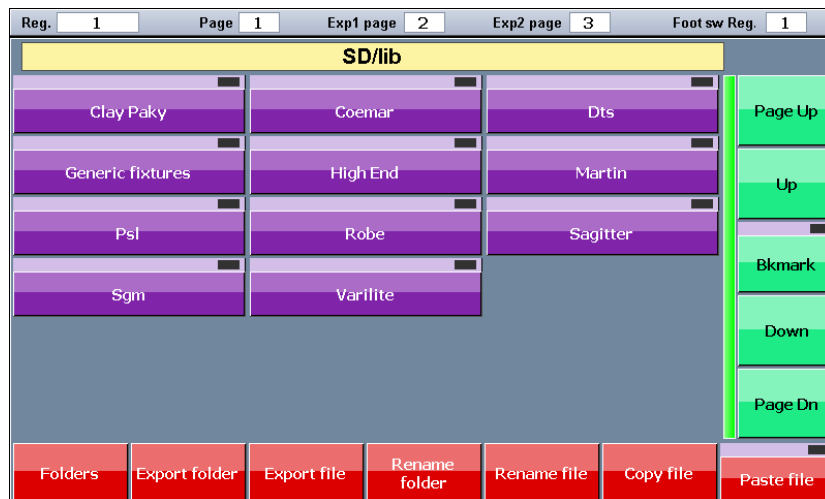 Reg. 1 Page 1 Exp1 page 2 Exp2 page 3 Foot sw Reg. 1
SD/lib
Clay Paky Coemar Dts Page Up
Generic fixtures High End Martin Up
Psl Robe Sagitter
Bkmark
Sgm Varilite
Down
Page Dn
Folders Export folder Export file Rename folder Rename file Copy file Paste file